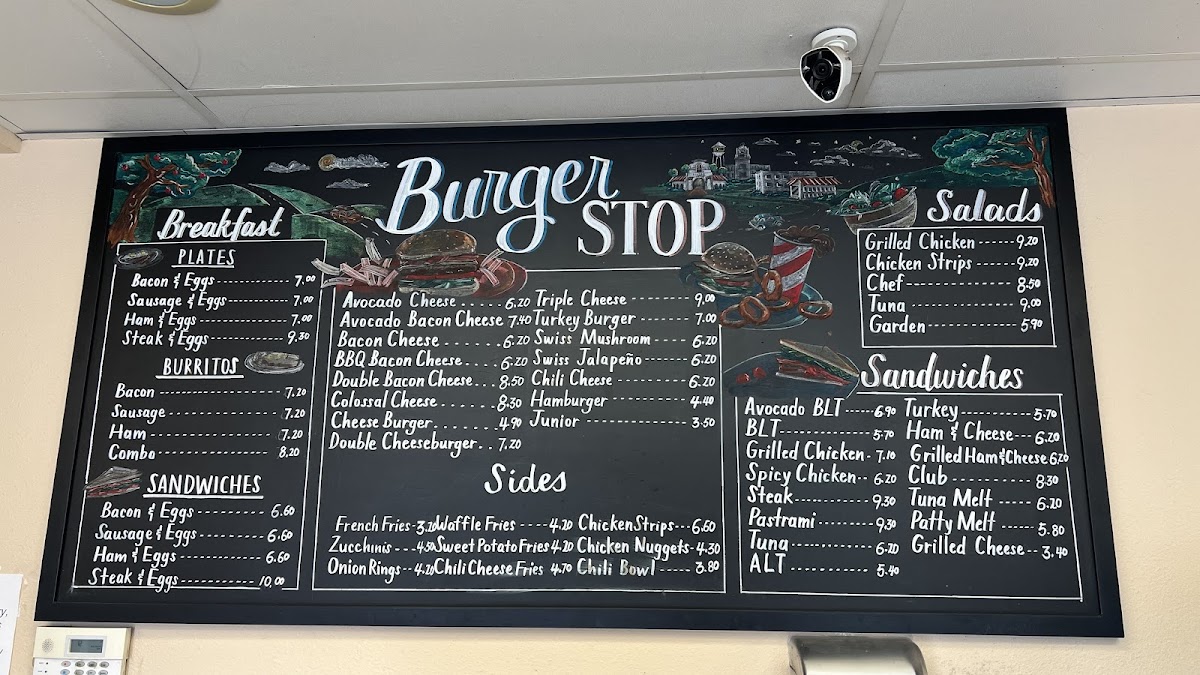 Burger
STOP
Breakfast
PLATES
Bacon & Eggs ---------- 7.00
Sausage & Eggs ---------- 7.00
Ham & Eggs ---------- 7.00
Steak & Eggs ---------- 9.30
BURRITOS
Bacon ---------- 7.20
Sausage ---------- 7.20
Ham ---------- 7.20
Combo ---------- 8.20
SANDWICHES
Bacon & Eggs ---------- 6.60
Sausage & Eggs ---------- 6.60
Ham & Eggs ---------- 6.60
Steak & Eggs ---------- 10.00
Avocado Cheese .... 6.20
Avocado Bacon Cheese 7.40
Bacon Cheese ...... 6.20
BBQ Bacon Cheese... 6.20
Double Bacon Cheese... 8.50
Colossal Cheese...... 8.30
Cheese Burger...... 4.90
Double Cheeseburger.. 7.20
Triple Cheese -------- 9.00
Turkey Burger -------- 7.00
Swiss Mushroom ---- 6.20
Swiss Jalapeño ----- 6.20
Chili Cheese -------- 6.20
Hamburger -------- 4.40
Junior ---------- 3.50
Sides
French Fries - 3.20
Zucchinis --- 4.50
Onion Rings -- 4.20
Waffle Fries ---- 4.20
Sweet Potato Fries 4.20
Chili Cheese Fries 4.70
Chicken Strips --- 6.60
Chicken Nuggets - 4.30
Chili Bowl ----- 3.80
Salads
Grilled Chicken ------ 9.20
Chicken Strips ------ 9.20
Chef ------------ 8.50
Tuna ------------ 9.00
Garden ---------- 5.90
Sandwiches
Avocado BLT ----- 6.90
BLT ------------ 5.70
Grilled Chicken - 7.10
Spicy Chicken -- 6.20
Steak ---------- 9.30
Pastrami -------- 9.30
Tuna ---------- 6.20
ALT ----------- 5.40
Turkey --------- 5.70
Ham & Cheese --- 6.20
Grilled Ham & Cheese 6.20
Club ---------- 8.30
Tuna Melt ----- 6.20
Patty Melt ----- 5.80
Grilled Cheese -- 3.40